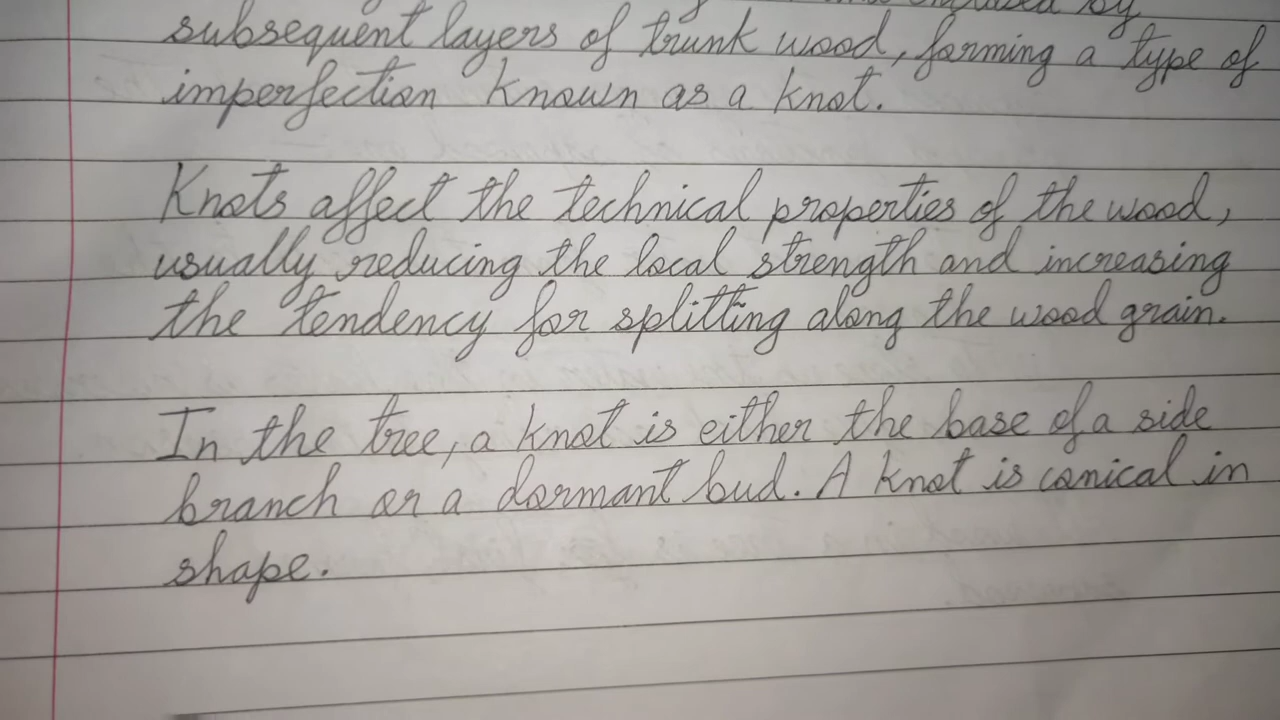 by
subsequent layers of trunk wood, forming a type of
imperfection known as a knot.
Knots affect the technical properties of the wood,
usually reducing the local strength and increasing
the tendency for splitting along the wood grain.
In the tree, a knot is either the base of a side
branch or a dormant bud. A knot is conical in
shape.